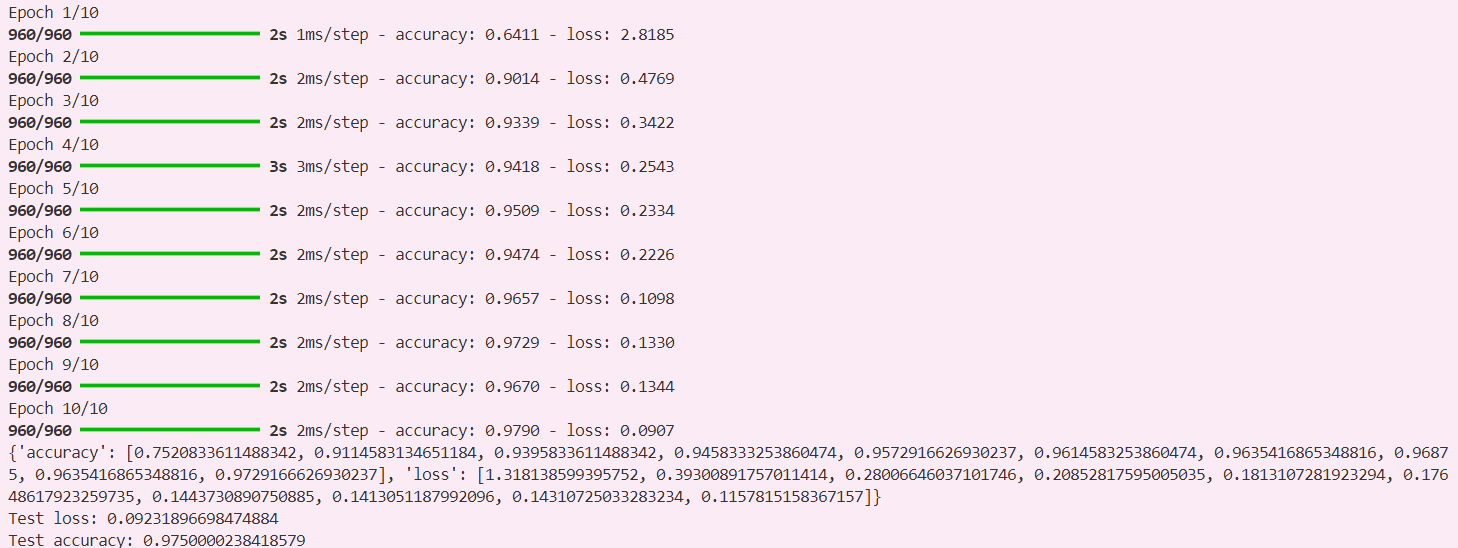 Epoch 1/10
960/960 ━━━━━━━━━━━━━━━━━━━━ 2s 1ms/step - accuracy: 0.6411 - loss: 2.8185
Epoch 2/10
960/960 ━━━━━━━━━━━━━━━━━━━━ 2s 2ms/step - accuracy: 0.9014 - loss: 0.4769
Epoch 3/10
960/960 ━━━━━━━━━━━━━━━━━━━━ 2s 2ms/step - accuracy: 0.9339 - loss: 0.3422
Epoch 4/10
960/960 ━━━━━━━━━━━━━━━━━━━━ 3s 3ms/step - accuracy: 0.9418 - loss: 0.2543
Epoch 5/10
960/960 ━━━━━━━━━━━━━━━━━━━━ 2s 2ms/step - accuracy: 0.9509 - loss: 0.2334
Epoch 6/10
960/960 ━━━━━━━━━━━━━━━━━━━━ 2s 2ms/step - accuracy: 0.9474 - loss: 0.2226
Epoch 7/10
960/960 ━━━━━━━━━━━━━━━━━━━━ 2s 2ms/step - accuracy: 0.9657 - loss: 0.1098
Epoch 8/10
960/960 ━━━━━━━━━━━━━━━━━━━━ 2s 2ms/step - accuracy: 0.9729 - loss: 0.1330
Epoch 9/10
960/960 ━━━━━━━━━━━━━━━━━━━━ 2s 2ms/step - accuracy: 0.9670 - loss: 0.1344
Epoch 10/10
960/960 ━━━━━━━━━━━━━━━━━━━━ 2s 2ms/step - accuracy: 0.9790 - loss: 0.0907
{'accuracy': [0.7520833611488342, 0.9114583134651184, 0.9395833611488342, 0.9458333253860474, 0.957291662693023​7, 0.9614583253860474, 0.9635416865348816, 0.9687
5, 0.9635416865348816, 0.9729166626930237], 'loss': [1.318138599395752, 0.39300891757011414, 0.28006646037101746, 0.20852817595005035, 0.1813107281923294, 0.176
48617923259735, 0.1443730890750885, 0.1413051187992096, 0.14310725033283234, 0.1157815158367157]}
Test loss: 0.09231896698474884
Test accuracy: 0.9750000238418579